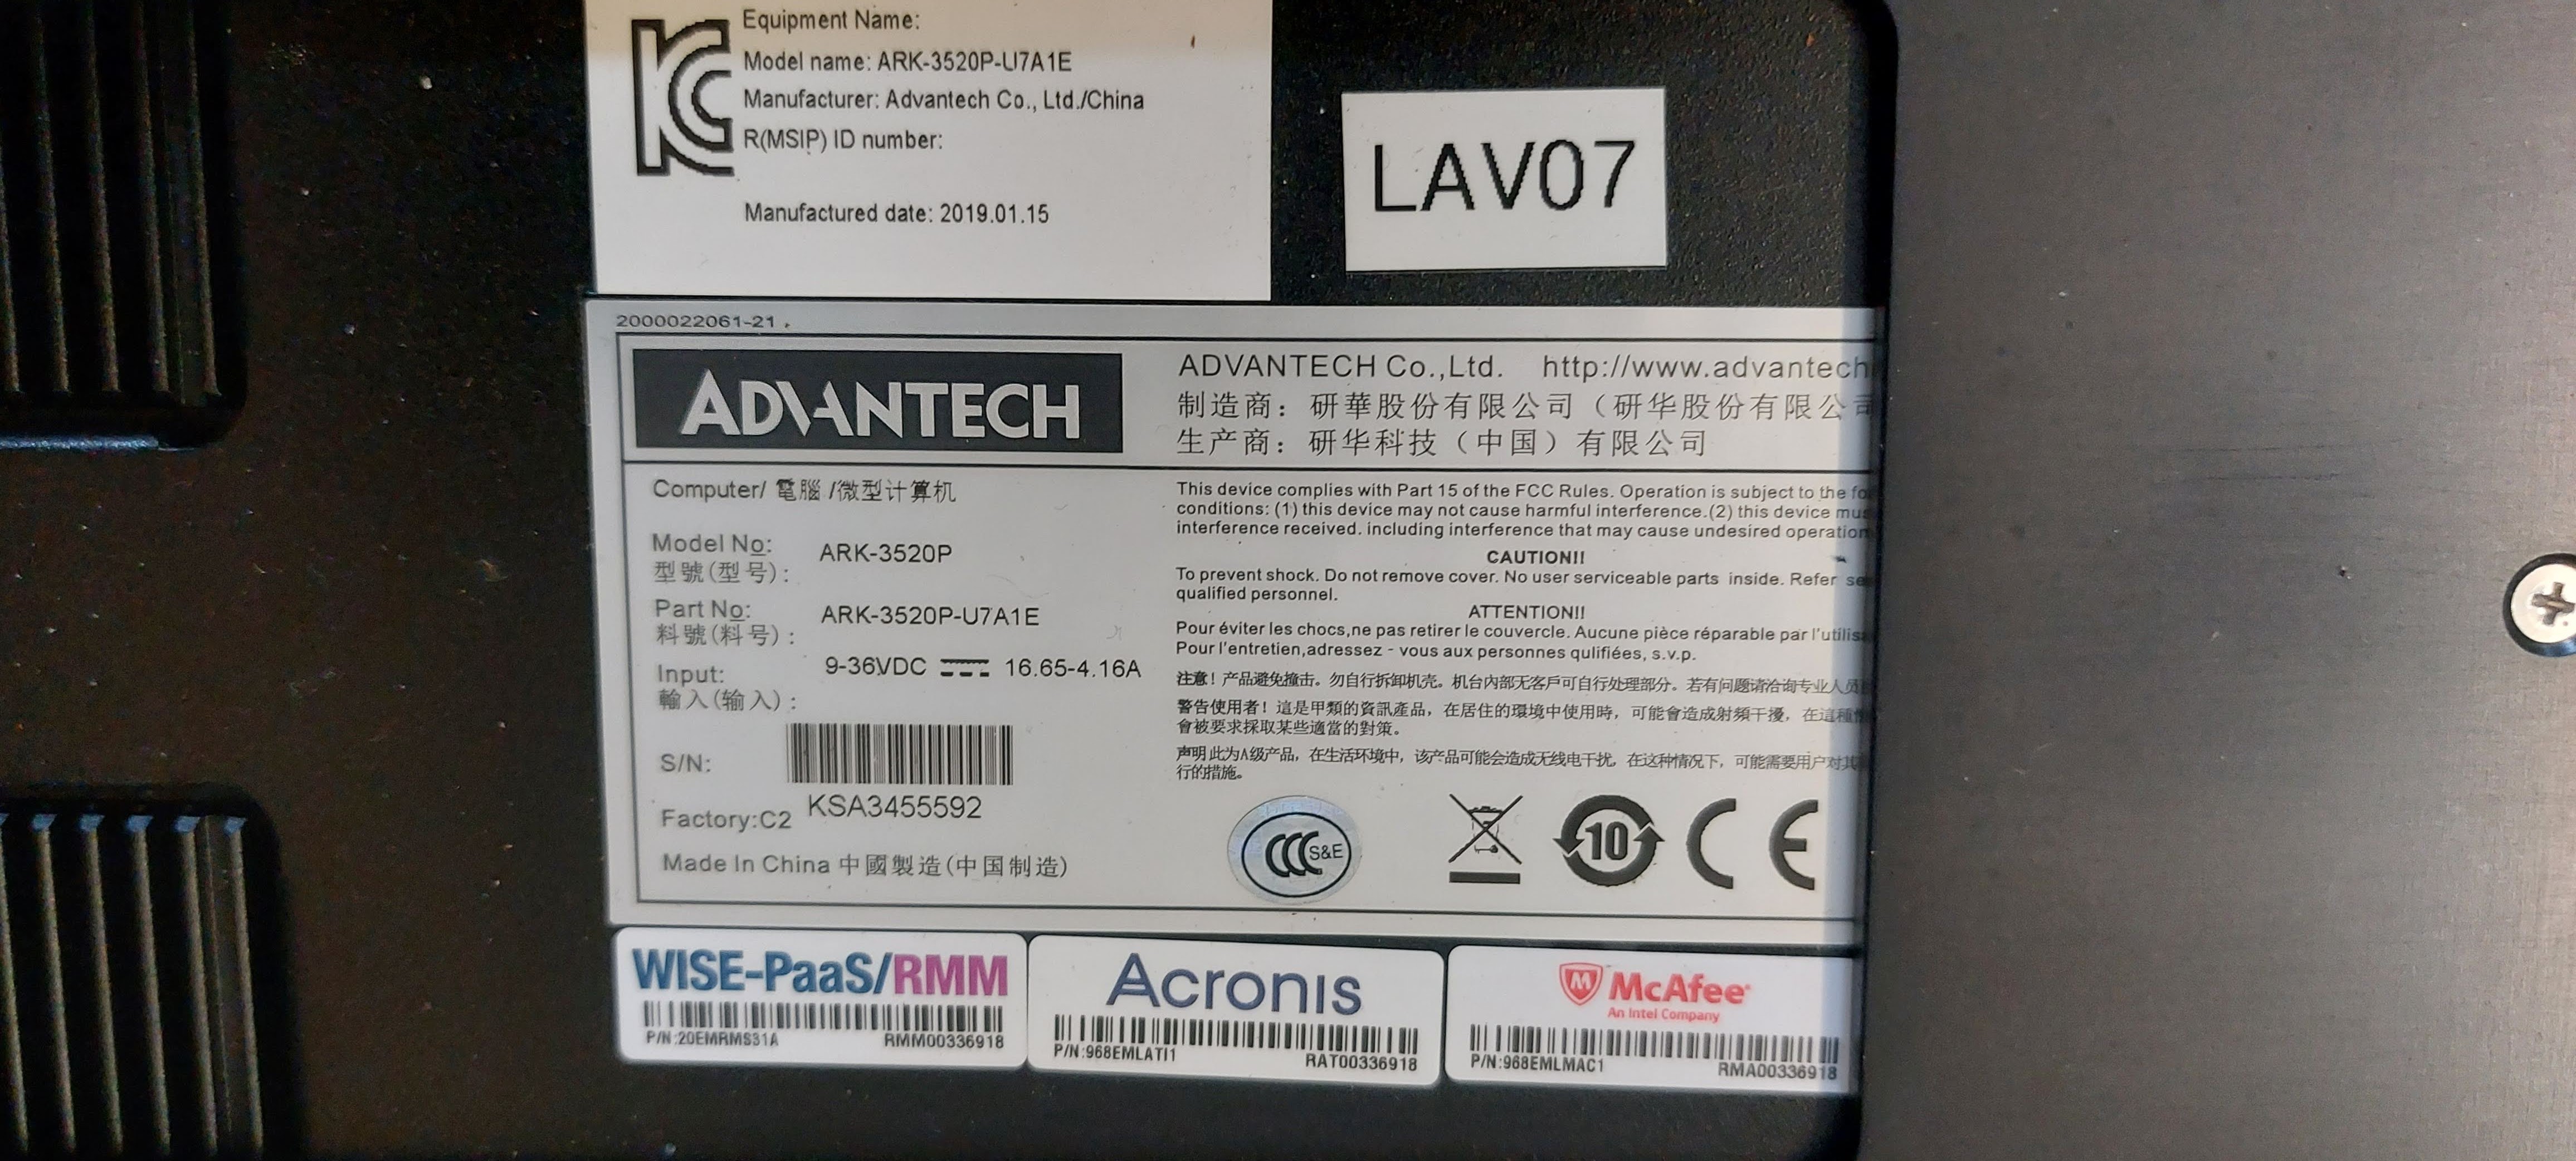 Equipment Name:
Model name: ARK-3520P-U7A1E
Manufacturer: Advantech Co., Ltd./China
R(MSIP) ID number:
Manufactured date: 2019.01.15
LAV07
2000022061-21
ADVANTECH
ADVANTECH Co.,Ltd. http://www.advantech
制造商：研華股份有限公司（研华股份有限公司
生产商：研华科技（中国）有限公司
Computer/ 電腦 /微型计算机
Model No: ARK-3520P
型號(型号):
Part No: ARK-3520P-U7A1E
料號(料号):
Input: 9-36VDC 16.65-4.16A
輸入(输入):
S/N:
KSA3455592
Factory:C2
Made In China 中國製造(中国制造)
This device complies with Part 15 of the FCC Rules. Operation is subject to the fo
conditions: (1) this device may not cause harmful interference.(2) this device mus
interference received. including interference that may cause undesired operation
CAUTION!!
To prevent shock. Do not remove cover. No user serviceable parts inside. Refer se
qualified personnel.
ATTENTION!!
Pour éviter les chocs,ne pas retirer le couvercle. Aucune pièce réparable par l'utilisa
Pour l'entretien,adressez - vous aux personnes qulifiées, s.v.p.
注意！产品避免撞击。勿自行拆卸机壳。机台内部无客戶可自行处理部分。若有问题请洽询专业人员
警告使用者！這是甲類的資訊產品，在居住的環境中使用時，可能會造成射頻干擾，在這種情
會被要求採取某些適當的對策。
声明 此为A级产品，在生活环境中，该产品可能会造成无线电干扰，在这种情况下，可能需要用户对其
行的措施。
CCC S&E
10
CE
WISE-PaaS/RMM
P/N:20EMRMS31A RMM00336918
Acronis
P/N:968EMLATI1 RAT00336918
McAfee
An Intel Company
P/N:968EMLMAC1 RMA00336918